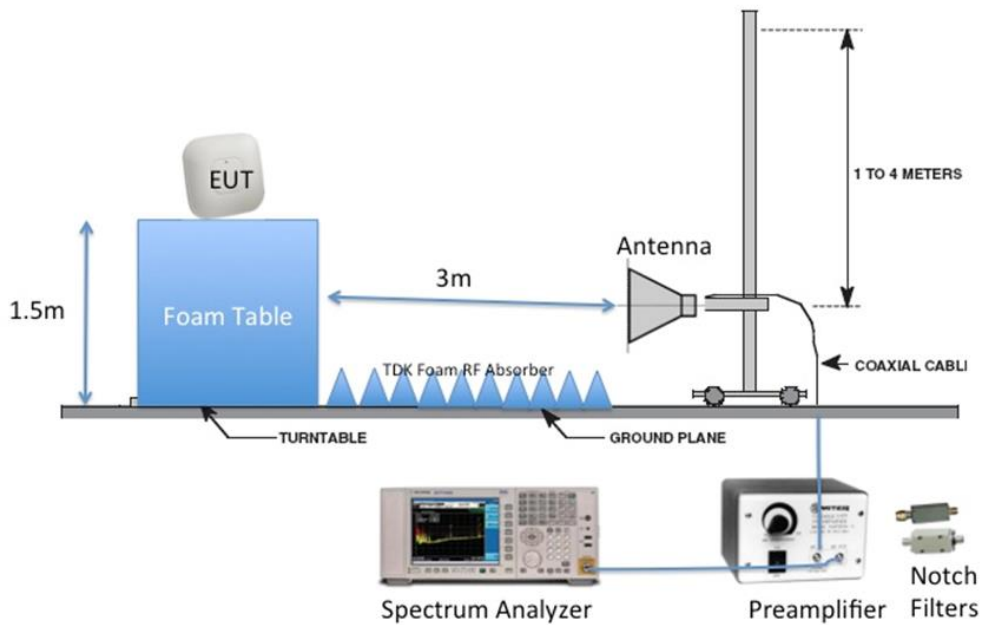 1 TO 4 METERS
EUT
Antenna
3m
1.5m
Foam Table
TDK Foam RF Absorber
COAXIAL CABLI
TURNTABLE
GROUND PLANE
MITEQ
Spectrum Analyzer
Preamplifier
Notch
Filters